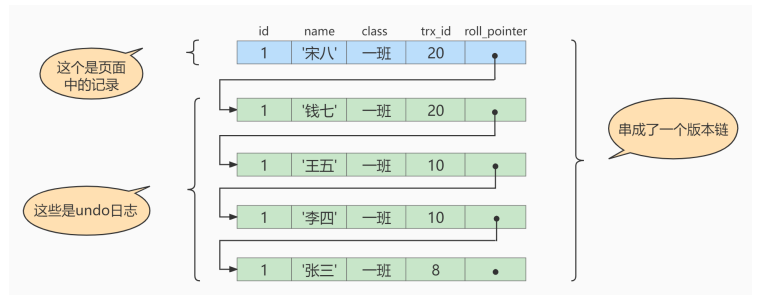 id name class trx_id roll_pointer
1 '宋八' 一班 20
这个是页面
中的记录
1 '钱七' 一班 20
串成了一个版本链
1 '王五' 一班 10
这些是undo日志
1 '李四' 一班 10
1 '张三' 一班 8